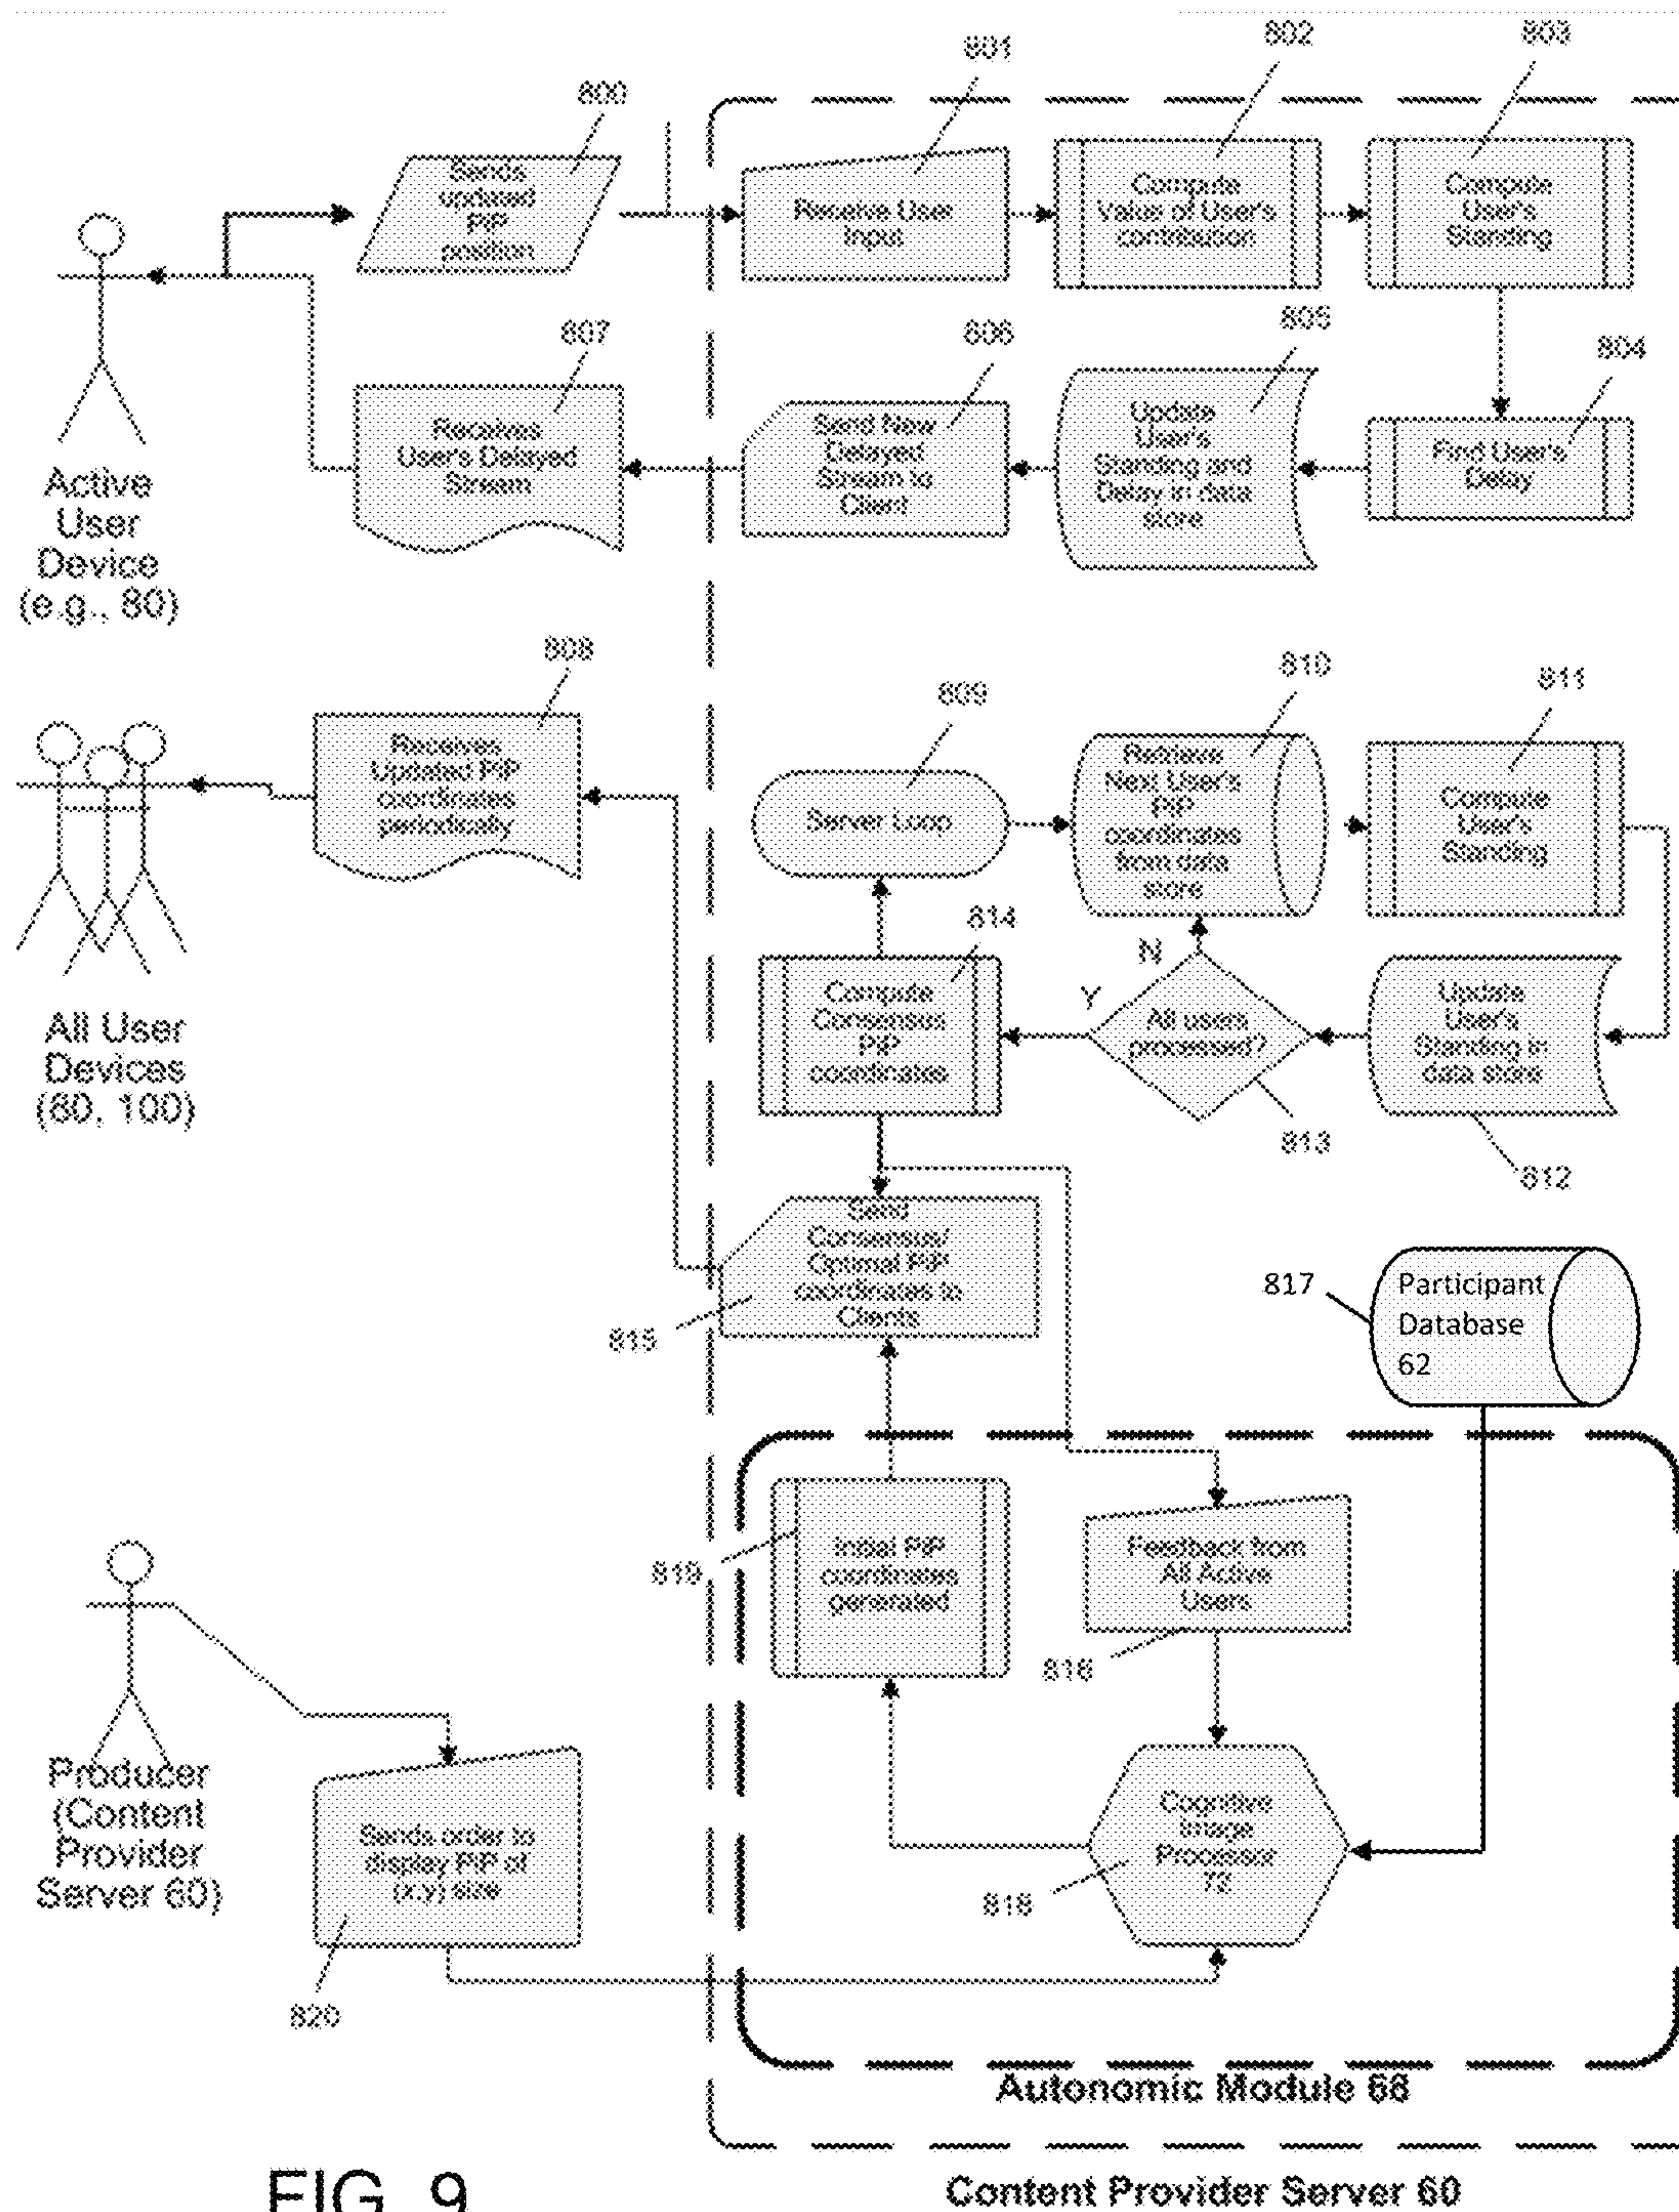 801
802
803
800
Sends
updated
PIP
position
Receive User
Input
Compute
Value of User's
contribution
Compute
User's
Standing
807
806
805
804
Receives
User's Delayed
Stream
Send New
Delayed
Stream to
Client
Update
User's
Standing and
Delay in data
store
Find User's
Delay
Active
User
Device
(e.g., 80)
808
809
810
811
Receives
Updated PIP
coordinates
periodically
Server Loop
Retrieve
Next User's
PIP
coordinates
from data
store
Compute
User's
Standing
814
N
Y
Compute
Consensus
PIP
coordinates
All users
processed?
Update
User's
Standing in
data store
All User
Devices
(80, 100)
813
812
Send
Consensus/
Optimal PIP
coordinates to
Clients
815
817
Participant
Database
62
819
Initial PIP
coordinates
generated
Feedback from
All Active
Users
816
Producer
(Content
Provider
Server 60)
Sends order to
display PIP of
(x,y) size
820
Cognitive
Image
Processor
72
818
Autonomic Module 68
FIG. 9
Content Provider Server 60